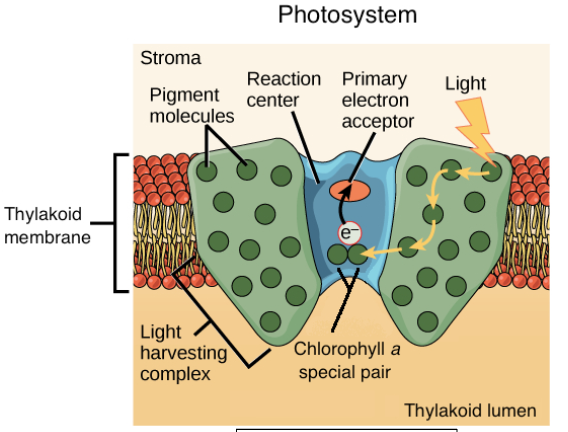 Photosystem
Stroma
Pigment
molecules
Reaction
center
Primary
electron
acceptor
Light
Thylakoid
membrane
e⁻
Light
harvesting
complex
Chlorophyll a
special pair
Thylakoid lumen